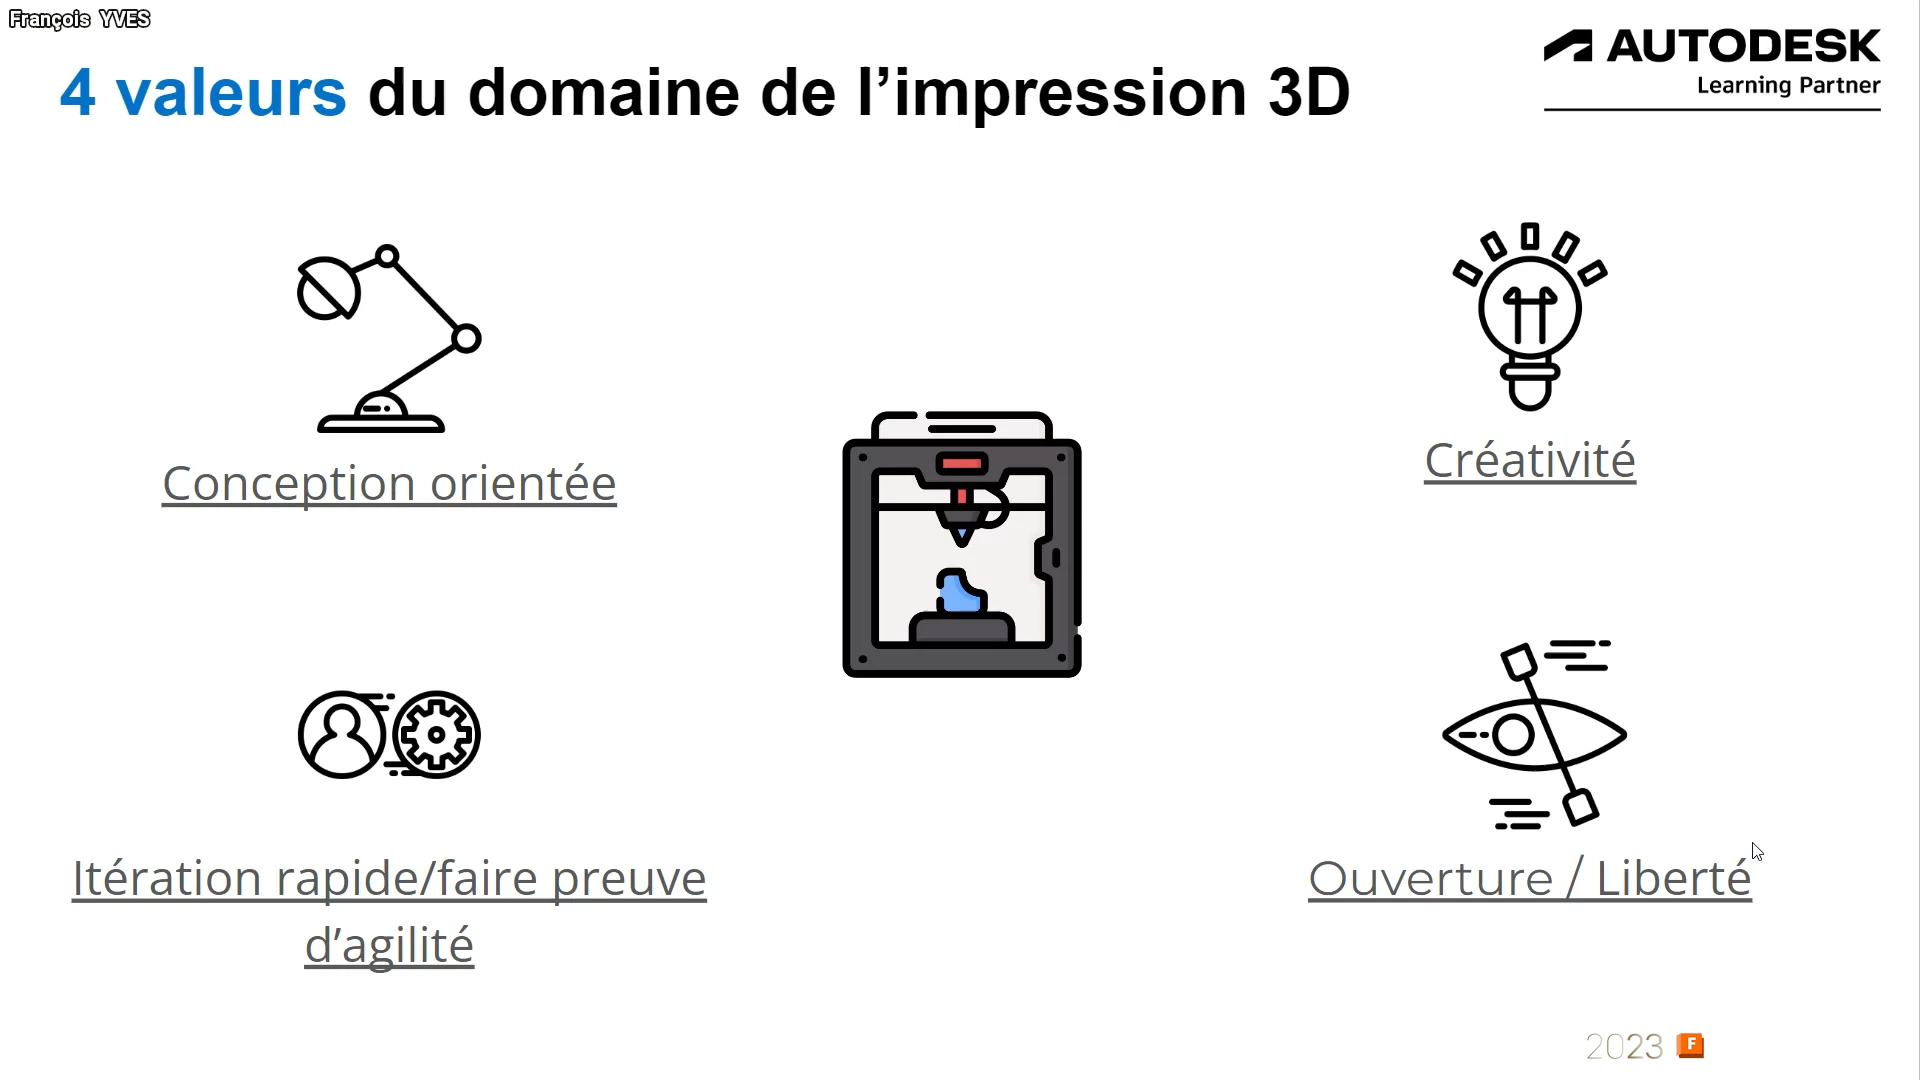 François YVES
4 valeurs du domaine de l’impression 3D
AUTODESK
Learning Partner
Conception orientée
Créativité
Itération rapide/faire preuve
d’agilité
Ouverture / Liberté
2023 F